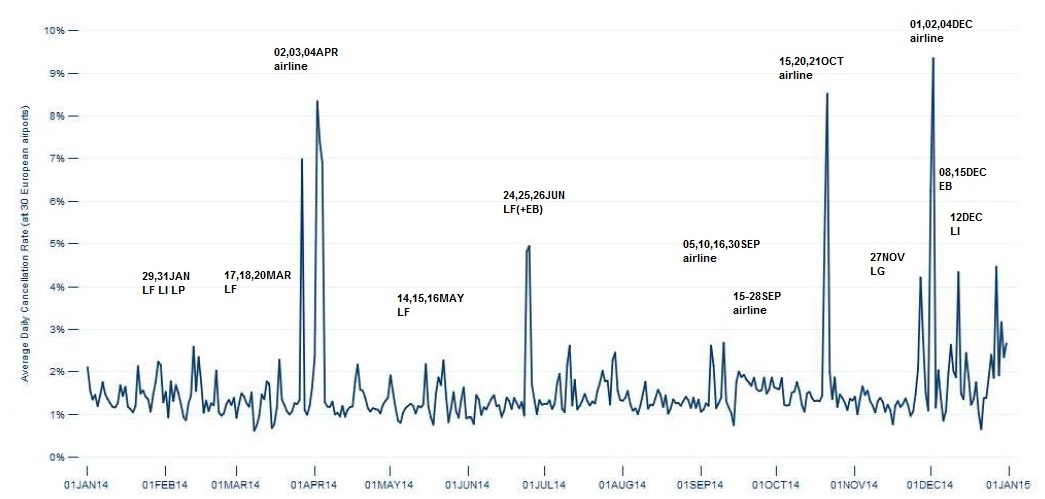 01,02,04DEC
airline
10%
02,03,04APR
airline
15,20,21OCT
airline
9%
8%
7%
08,15DEC
EB
24,25,26JUN
LF(+EB)
6%
12DEC
LI
5%
05,10,16,30SEP
airline
27NOV
LG
29,31JAN
LF LI LP
17,18,20MAR
LF
4%
14,15,16MAY
LF
15-28SEP
airline
3%
2%
1%
0%
Average Daily Cancellation Rate (at 30 European airports)
01JAN14 01FEB14 01MAR14 01APR14 01MAY14 01JUN14 01JUL14 01AUG14 01SEP14 01OCT14 01NOV14 01DEC14 01JAN15